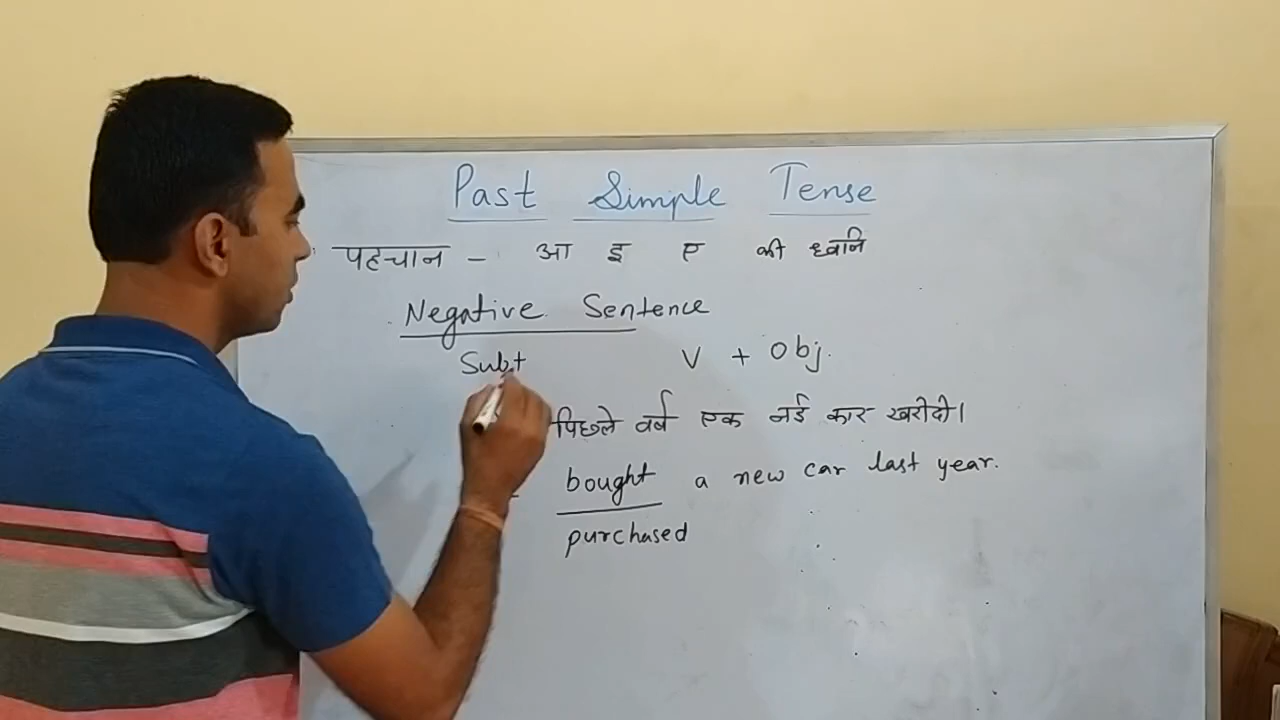 Past Simple Tense
पहचान - आ इ ए की ध्वनि
Negative Sentence
Subt V + Obj.
पिछले वर्ष एक नई कार खरीदी।
bought a new car last year.
purchased